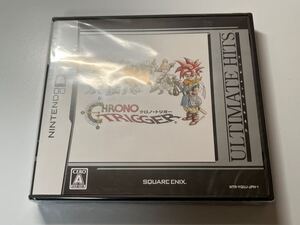 NINTENDO DS
CHRONO
TRIGGER
クロノ・トリガー
ULTIMATE HITS
CERO
A
SQUARE ENIX